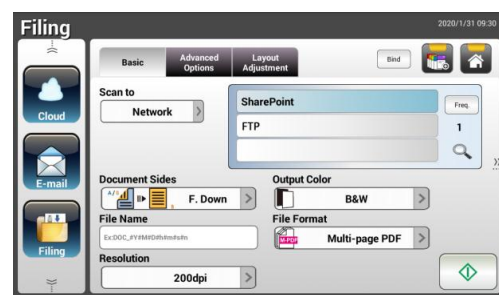 Filing
2020/1/31 09:30
Basic
Advanced
Options
Layout
Adjustment
Bind
Cloud
Scan to
Network
SharePoint
FTP
Freq.
1
E-mail
Document Sides
F. Down
Output Color
B&W
File Name
File Format
M-PDF
Multi-page PDF
Filing
Resolution
200dpi